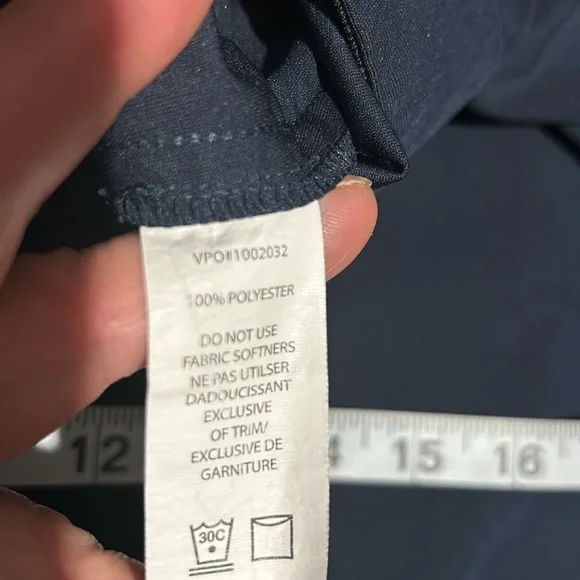 VPO#1002032
100% POLYESTER
DO NOT USE
FABRIC SOFTNERS
NE PAS UTILSER
DADOUCISSANT
EXCLUSIVE
OF TRIM/
EXCLUSIVE DE
GARNITURE
30C
12 4 15 16